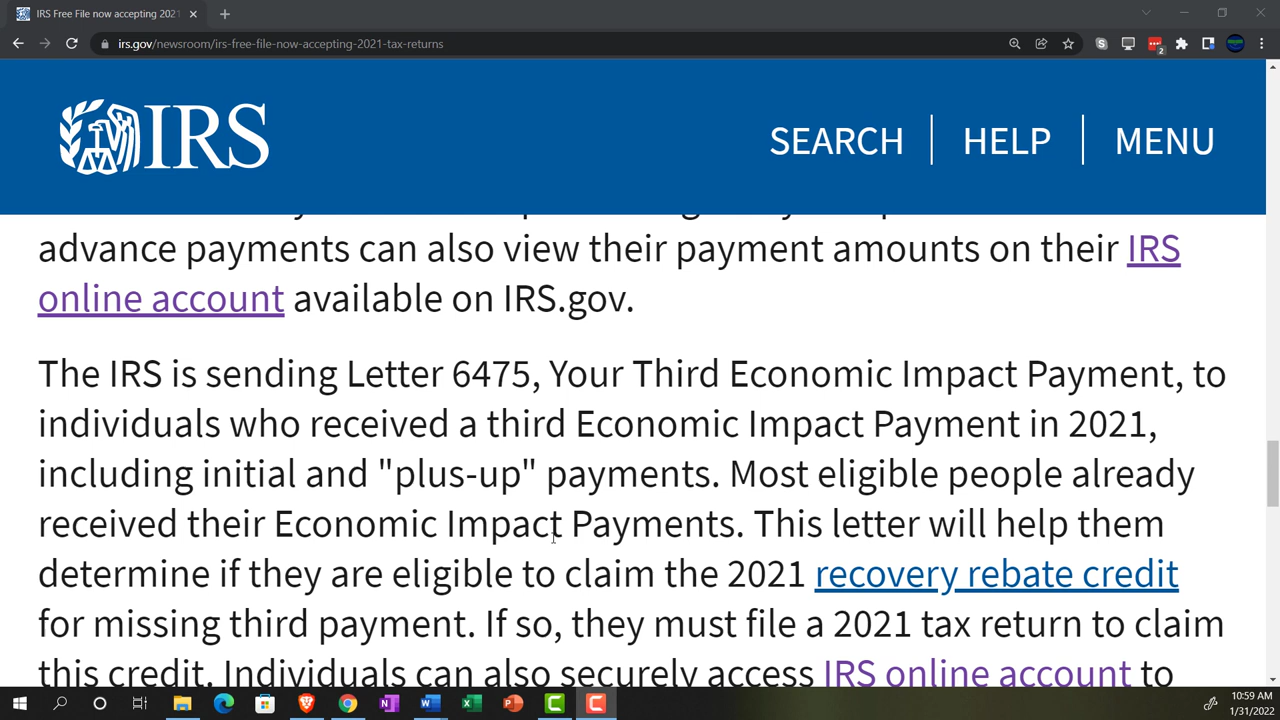 IRS Free File now accepting 2021
irs.gov/newsroom/irs-free-file-now-accepting-2021-tax-returns
2
IRS
SEARCH
HELP
MENU
advance payments can also view their payment amounts on their IRS
online account available on IRS.gov.
The IRS is sending Letter 6475, Your Third Economic Impact Payment, to
individuals who received a third Economic Impact Payment in 2021,
including initial and "plus-up" payments. Most eligible people already
received their Economic Impact Payments. This letter will help them
determine if they are eligible to claim the 2021 recovery rebate credit
for missing third payment. If so, they must file a 2021 tax return to claim
this credit. Individuals can also securely access IRS online account to
10:59 AM
1/31/2022